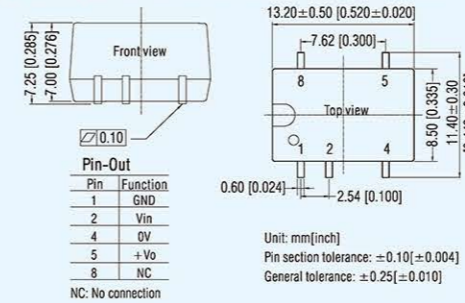 13.20±0.50 [0.520±0.020]
7.62 [0.300]
7.25 [0.285]
7.00 [0.276]
Front view
0.10
8 5
Top view
1 2 4
8.50 [0.335]
11.40±0.30
0.60 [0.024]
2.54 [0.100]
Pin-Out
Pin Function
1 GND
2 Vin
4 0V
5 +Vo
8 NC
NC: No connection
Unit: mm[inch]
Pin section tolerance: ±0.10[±0.004]
General tolerance: ±0.25[±0.010]